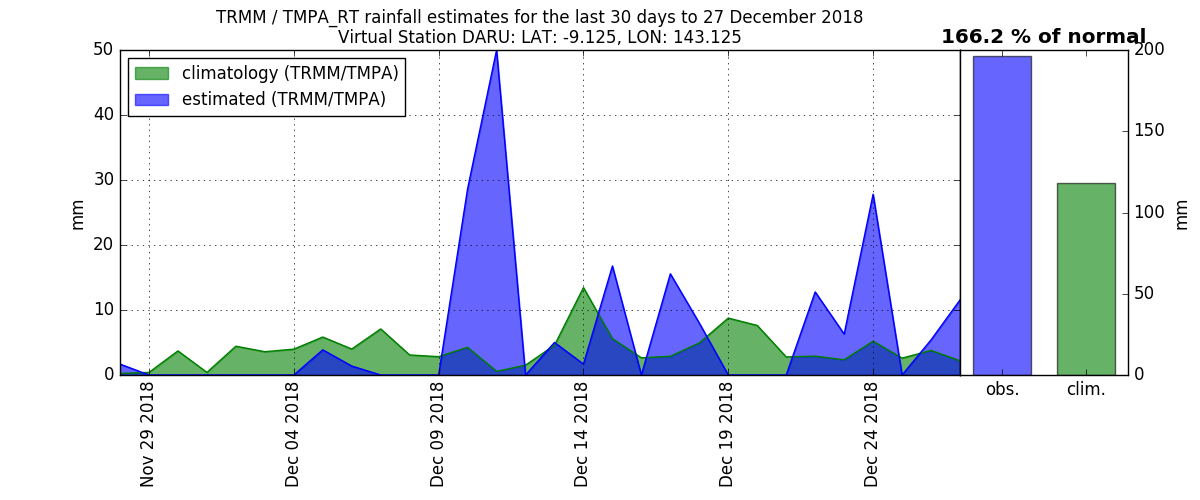 TRMM / TMPA_RT rainfall estimates for the last 30 days to 27 December 2018
Virtual Station DARU: LAT: -9.125, LON: 143.125
166.2 % of normal
climatology (TRMM/TMPA)
estimated (TRMM/TMPA)
50
40
30
20
10
0
mm
Nov 29 2018
Dec 04 2018
Dec 09 2018
Dec 14 2018
Dec 19 2018
Dec 24 2018
obs.
clim.
200
150
100
50
0
mm